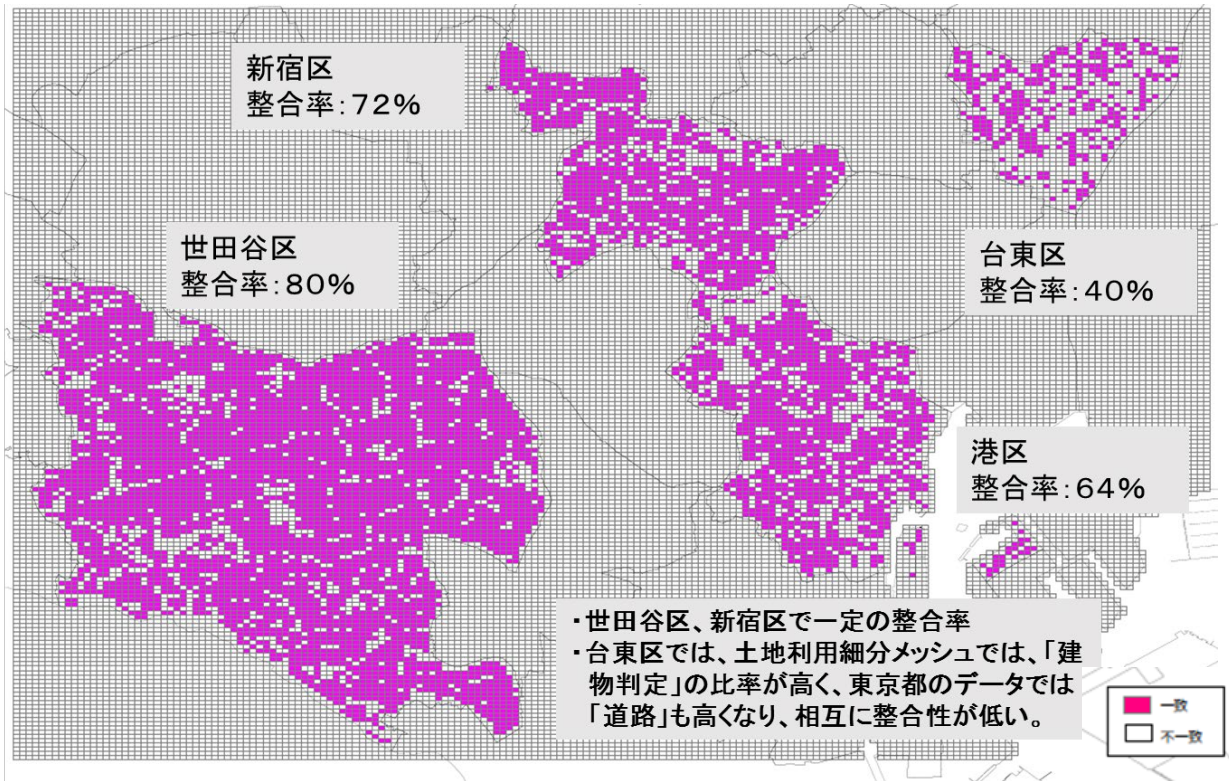 新宿区
整合率:72%
世田谷区
整合率:80%
台東区
整合率:40%
港区
整合率:64%
・世田谷区、新宿区で一定の整合率
・台東区では、土地利用細分メッシュでは、「建
物判定」の比率が高く、東京都のデータでは
「道路」も高くなり、相互に整合性が低い。
一致
不一致